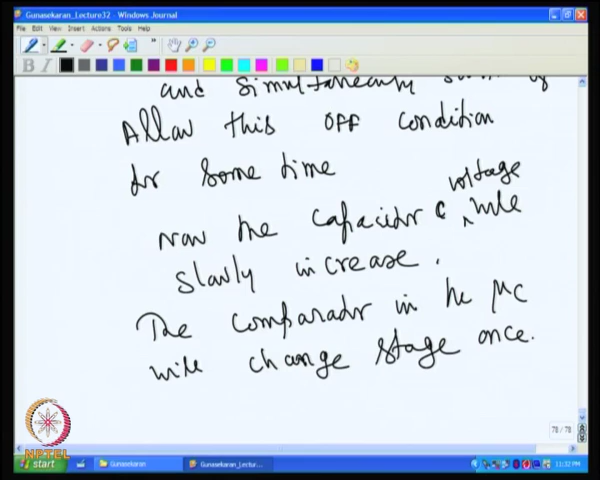 Gunasekaran_Lecture32 - Windows Journal
File Edit View Insert Actions Tools Help
B I
and simultaneously
Allow this OFF condition
for some time
voltage
Now the capacitor C ^ will
slowly increase.
The comparator in the μC
will change stage once.
78 / 78
NPTEL
start Gunasekaran Gunasekaran_Lectur... 11:32 PM